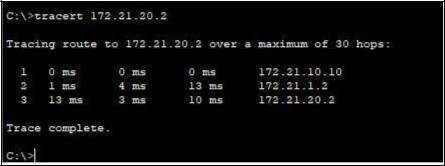 C:\>tracert 172.21.20.2
Tracing route to 172.21.20.2 over a maximum of 30 hops:
1 0 ms 0 ms 0 ms 172.21.10.10
2 1 ms 4 ms 13 ms 172.21.1.2
3 13 ms 3 ms 10 ms 172.21.20.2
Trace complete.
C:\>